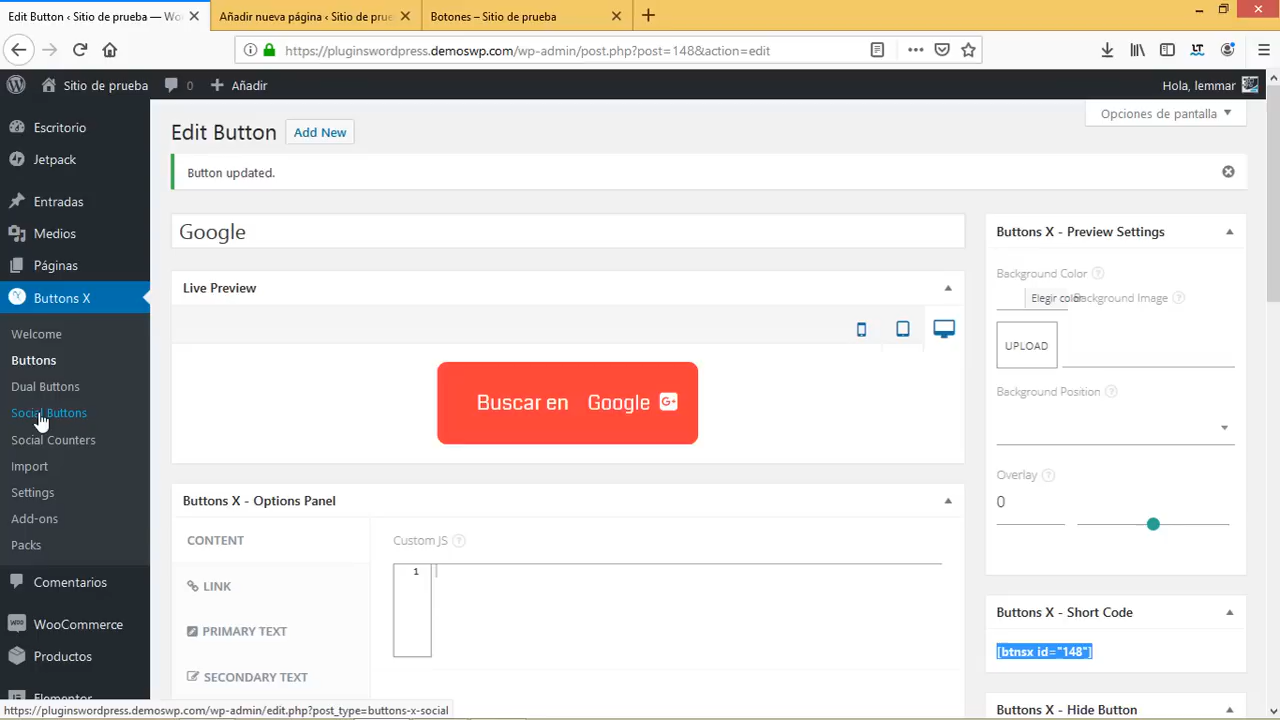 Edit Button ‹ Sitio de prueba — Wo
Añadir nueva página ‹ Sitio de prue
Botones – Sitio de prueba
https://pluginswordpress.demoswp.com/wp-admin/post.php?post=148&action=edit
Sitio de prueba
0
Añadir
Hola, lemmar
Escritorio
Jetpack
Entradas
Medios
Páginas
Buttons X
Welcome
Buttons
Dual Buttons
Social Buttons
Social Counters
Import
Settings
Add-ons
Packs
Comentarios
WooCommerce
Productos
Elementor
Opciones de pantalla
Edit Button
Add New
Button updated.
Google
Live Preview
Buscar en Google G+
Buttons X - Options Panel
CONTENT
LINK
PRIMARY TEXT
SECONDARY TEXT
Custom JS ?
1
Buttons X - Preview Settings
Background Color ?
Elegir color
Background Image ?
UPLOAD
Background Position ?
Overlay ?
0
Buttons X - Short Code
[btnsx id="148"]
Buttons X - Hide Button
https://pluginswordpress.demoswp.com/wp-admin/edit.php?post_type=buttons-x-social